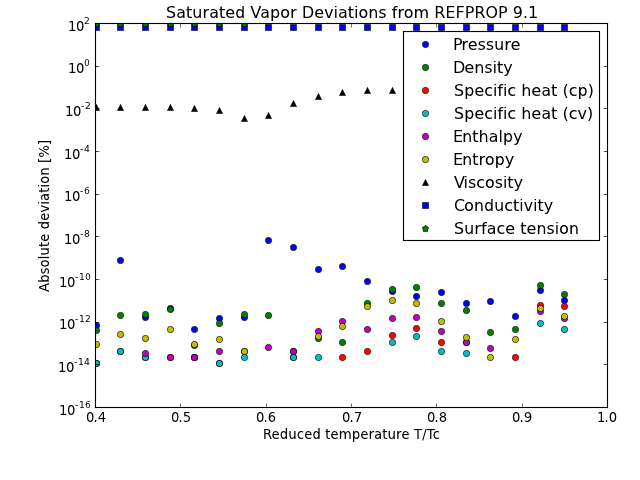 Saturated Vapor Deviations from REFPROP 9.1
10^2
10^0
10^-2
10^-4
10^-6
10^-8
10^-10
10^-12
10^-14
10^-16
Absolute deviation [%]
Pressure
Density
Specific heat (cp)
Specific heat (cv)
Enthalpy
Entropy
Viscosity
Conductivity
Surface tension
0.4 0.5 0.6 0.7 0.8 0.9 1.0
Reduced temperature T/Tc